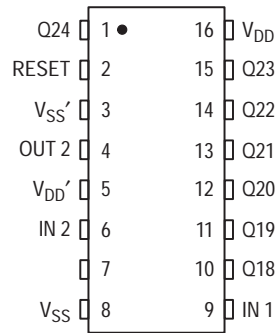 Q24 1 16 VDD
RESET 2 15 Q23
VSS′ 3 14 Q22
OUT 2 4 13 Q21
VDD′ 5 12 Q20
IN 2 6 11 Q19
7 10 Q18
VSS 8 9 IN 1